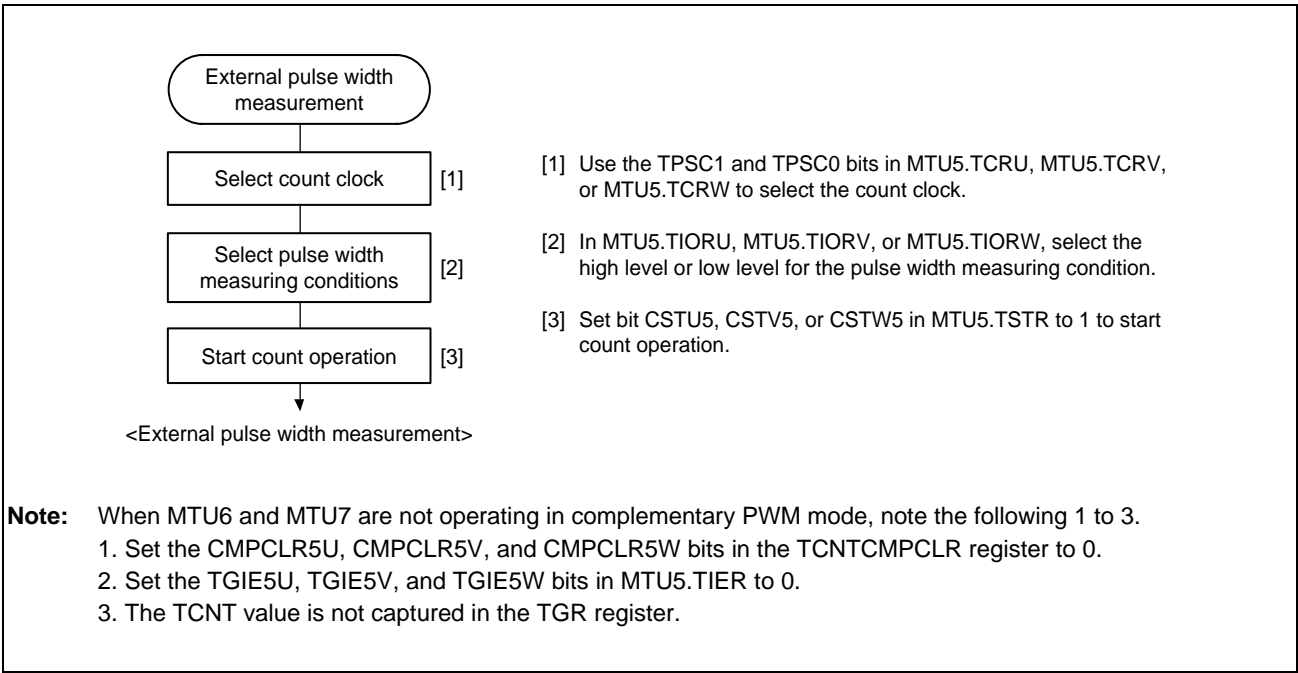 External pulse width
measurement
Select count clock [1]
Select pulse width
measuring conditions [2]
Start count operation [3]
<External pulse width measurement>
[1] Use the TPSC1 and TPSC0 bits in MTU5.TCRU, MTU5.TCRV,
or MTU5.TCRW to select the count clock.
[2] In MTU5.TIORU, MTU5.TIORV, or MTU5.TIORW, select the
high level or low level for the pulse width measuring condition.
[3] Set bit CSTU5, CSTV5, or CSTW5 in MTU5.TSTR to 1 to start
count operation.
Note: When MTU6 and MTU7 are not operating in complementary PWM mode, note the following 1 to 3.
1. Set the CMPCLR5U, CMPCLR5V, and CMPCLR5W bits in the TCNTCMPCLR register to 0.
2. Set the TGIE5U, TGIE5V, and TGIE5W bits in MTU5.TIER to 0.
3. The TCNT value is not captured in the TGR register.